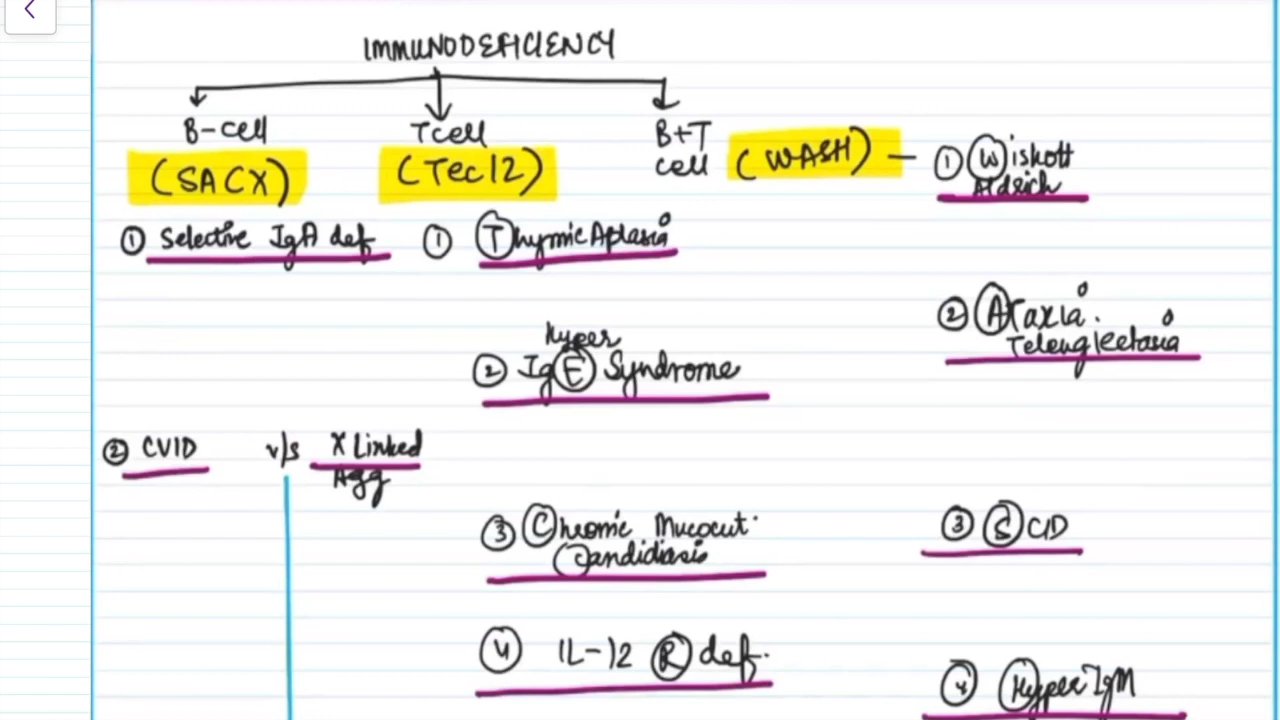 IMMUNODEFICIENCY
B-cell
(SACX)
① Selective IgA def
② CVID v/s X Linked
Agg
Tcell
(TEC12)
① Thymic Aplasia
Hyper
② IgE Syndrome
③ Chronic Mucocut.
Candidiasis
④ IL-12 R def.
B+T
cell (WASH) — ① Wiskott
Aldrich
② Ataxia.
Telengiectasia
③ SCID
④ Hyper IgM